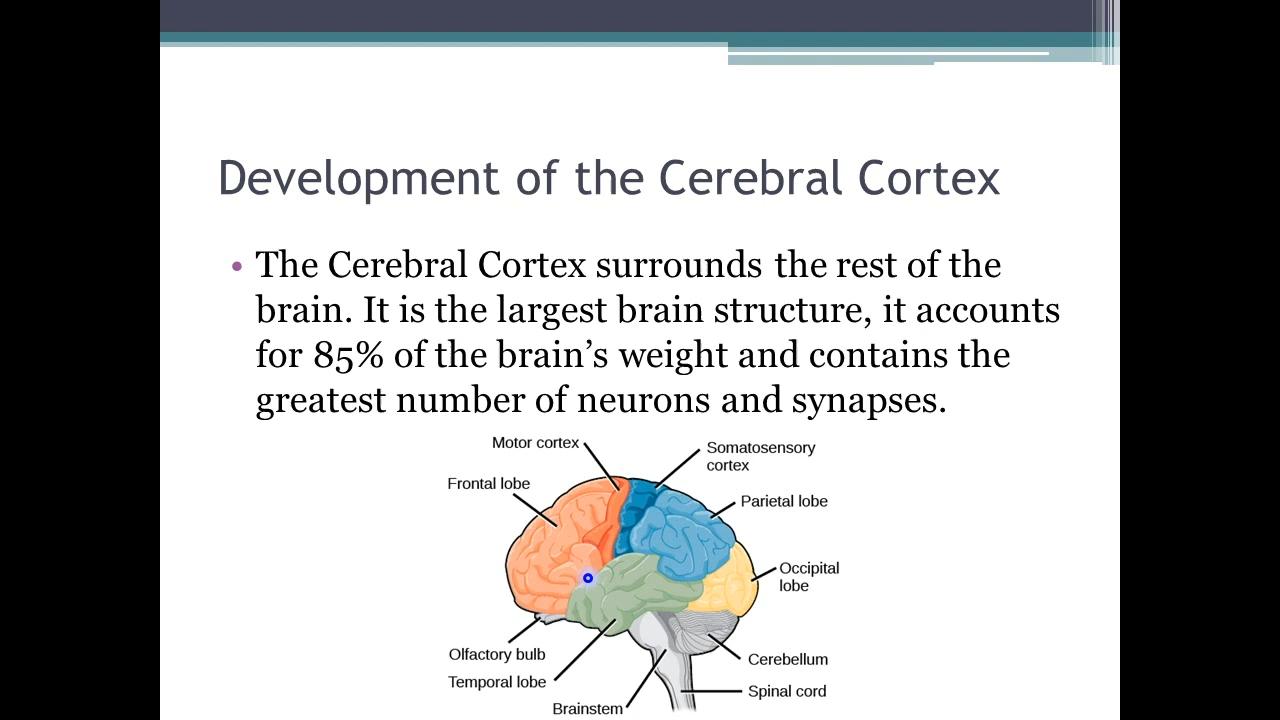 Development of the Cerebral Cortex
• The Cerebral Cortex surrounds the rest of the
brain. It is the largest brain structure, it accounts
for 85% of the brain’s weight and contains the
greatest number of neurons and synapses.
Motor cortex
Somatosensory
cortex
Frontal lobe
Parietal lobe
Occipital
lobe
Olfactory bulb
Cerebellum
Temporal lobe
Spinal cord
Brainstem